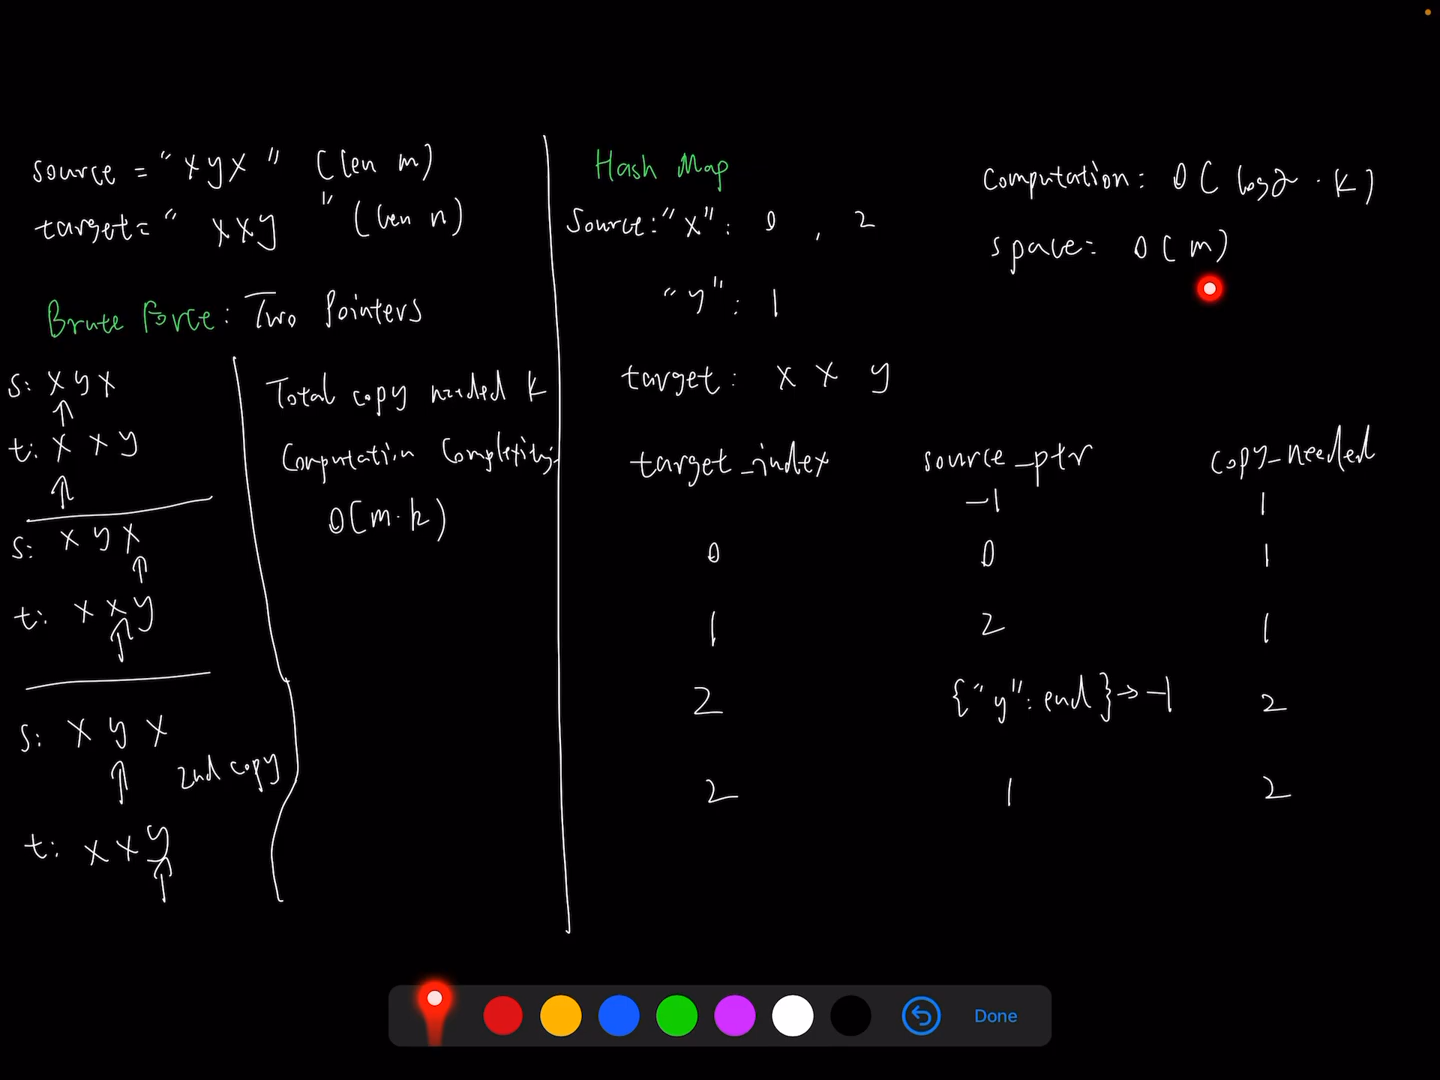 source = "xyx" (len m)
target = "xxy" (len n)
Brute Force: Two Pointers
s: x y x
t: x x y
s: x y x
t: x x y
s: x y x
2nd copy
t: x x y
Total copy needed k
Computation Complexity:
O(m·k)
Hash Map
Source: "x": 0, 2
"y": 1
target: x x y
target_index source_ptr copy_needed
-1 1
0 0 1
1 2 1
2 {"y": end} → -1 2
2 1 2
Computation: O(log2 · k)
space: O(m)
Done